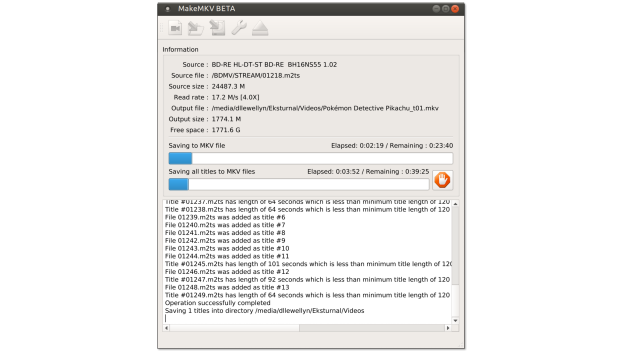 MakeMKV BETA
Information
Source : BD-RE HL-DT-ST BD-RE BH16NS55 1.02
Source file : /BDMV/STREAM/01218.m2ts
Source size : 24487.3 M
Read rate : 17.2 M/s [4.0X]
Output file : /media/dllewellyn/Eksturnal/Videos/Pokémon Detective Pikachu_t01.mkv
Output size : 1774.1 M
Free space : 1771.6 G
Saving to MKV file Elapsed: 0:02:19 / Remaining : 0:23:40
Saving all titles to MKV files Elapsed: 0:03:52 / Remaining : 0:39:25
Title #01237.m2ts has length of 64 seconds which is less than minimum title length of 120
Title #01238.m2ts has length of 64 seconds which is less than minimum title length of 120
File 01239.m2ts was added as title #6
File 01240.m2ts was added as title #7
File 01241.m2ts was added as title #8
File 01242.m2ts was added as title #9
File 01243.m2ts was added as title #10
File 01244.m2ts was added as title #11
Title #01245.m2ts has length of 101 seconds which is less than minimum title length of 120
File 01246.m2ts was added as title #12
Title #01247.m2ts has length of 92 seconds which is less than minimum title length of 120
File 01248.m2ts was added as title #13
Title #01249.m2ts has length of 64 seconds which is less than minimum title length of 120
Operation successfully completed
Saving 1 titles into directory /media/dllewellyn/Eksturnal/Videos